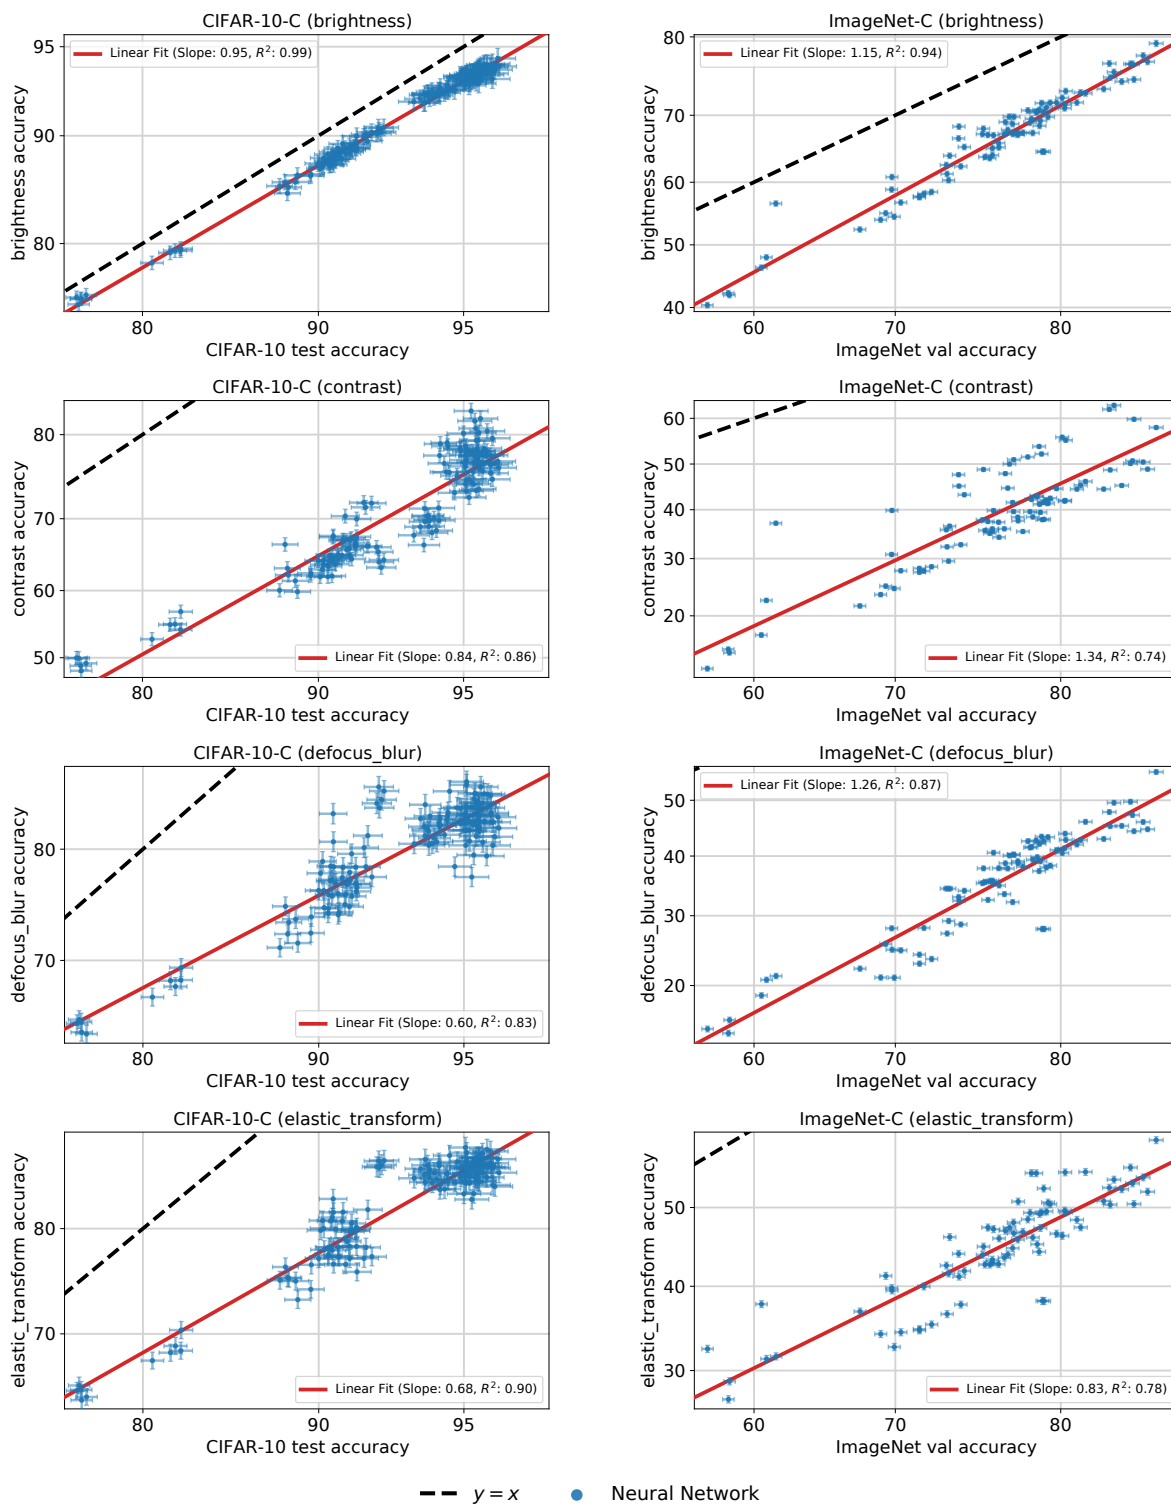 CIFAR-10-C (brightness)
Linear Fit (Slope: 0.95, R²: 0.99)
95
90
80
brightness accuracy
80 90 95
CIFAR-10 test accuracy
ImageNet-C (brightness)
Linear Fit (Slope: 1.15, R²: 0.94)
80
70
60
50
40
brightness accuracy
60 70 80
ImageNet val accuracy
CIFAR-10-C (contrast)
80
70
60
50
contrast accuracy
Linear Fit (Slope: 0.84, R²: 0.86)
80 90 95
CIFAR-10 test accuracy
ImageNet-C (contrast)
60
50
40
30
20
contrast accuracy
Linear Fit (Slope: 1.34, R²: 0.74)
60 70 80
ImageNet val accuracy
CIFAR-10-C (defocus_blur)
80
70
defocus_blur accuracy
Linear Fit (Slope: 0.60, R²: 0.83)
80 90 95
CIFAR-10 test accuracy
ImageNet-C (defocus_blur)
Linear Fit (Slope: 1.26, R²: 0.87)
50
40
30
20
defocus_blur accuracy
60 70 80
ImageNet val accuracy
CIFAR-10-C (elastic_transform)
80
70
elastic_transform accuracy
Linear Fit (Slope: 0.68, R²: 0.90)
80 90 95
CIFAR-10 test accuracy
ImageNet-C (elastic_transform)
50
40
30
elastic_transform accuracy
Linear Fit (Slope: 0.83, R²: 0.78)
60 70 80
ImageNet val accuracy
y = x Neural Network